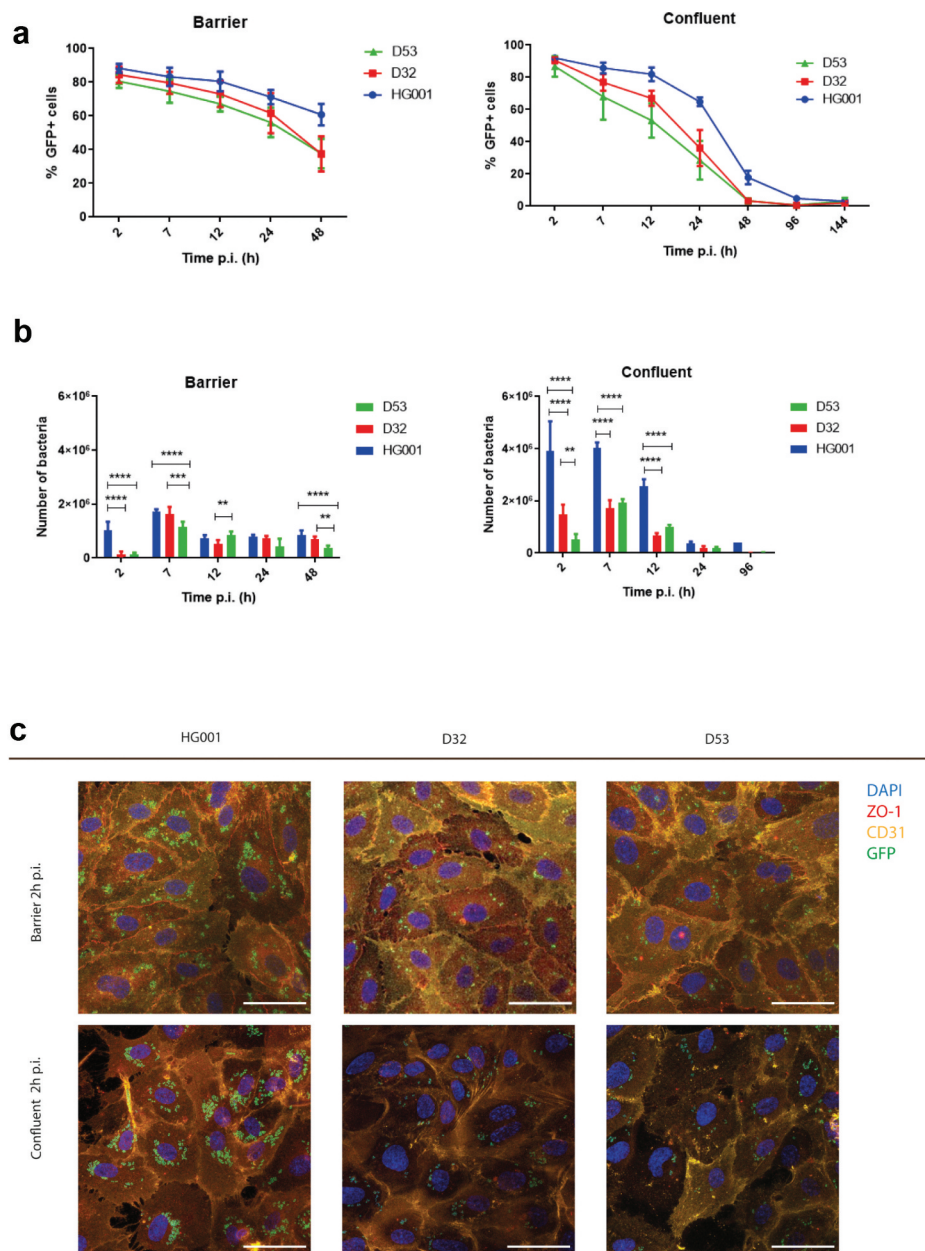 a
Barrier
% GFP+ cells
100
80
60
40
20
0
2
7
12
24
48
Time p.i. (h)
D53
D32
HG001
Confluent
% GFP+ cells
100
80
60
40
20
0
2
7
12
24
48
96
144
Time p.i. (h)
D53
D32
HG001
b
Barrier
Number of bacteria
6×10⁶
4×10⁶
2×10⁶
0
****
****
****
***
**
****
**
2
7
12
24
48
Time p.i. (h)
D53
D32
HG001
Confluent
Number of bacteria
6×10⁶
4×10⁶
2×10⁶
0
****
****
**
****
****
****
****
2
7
12
24
96
Time p.i. (h)
D53
D32
HG001
c
HG001 D32 D53
Barrier 2h p.i.
Confluent 2h p.i.
DAPI
ZO-1
CD31
GFP